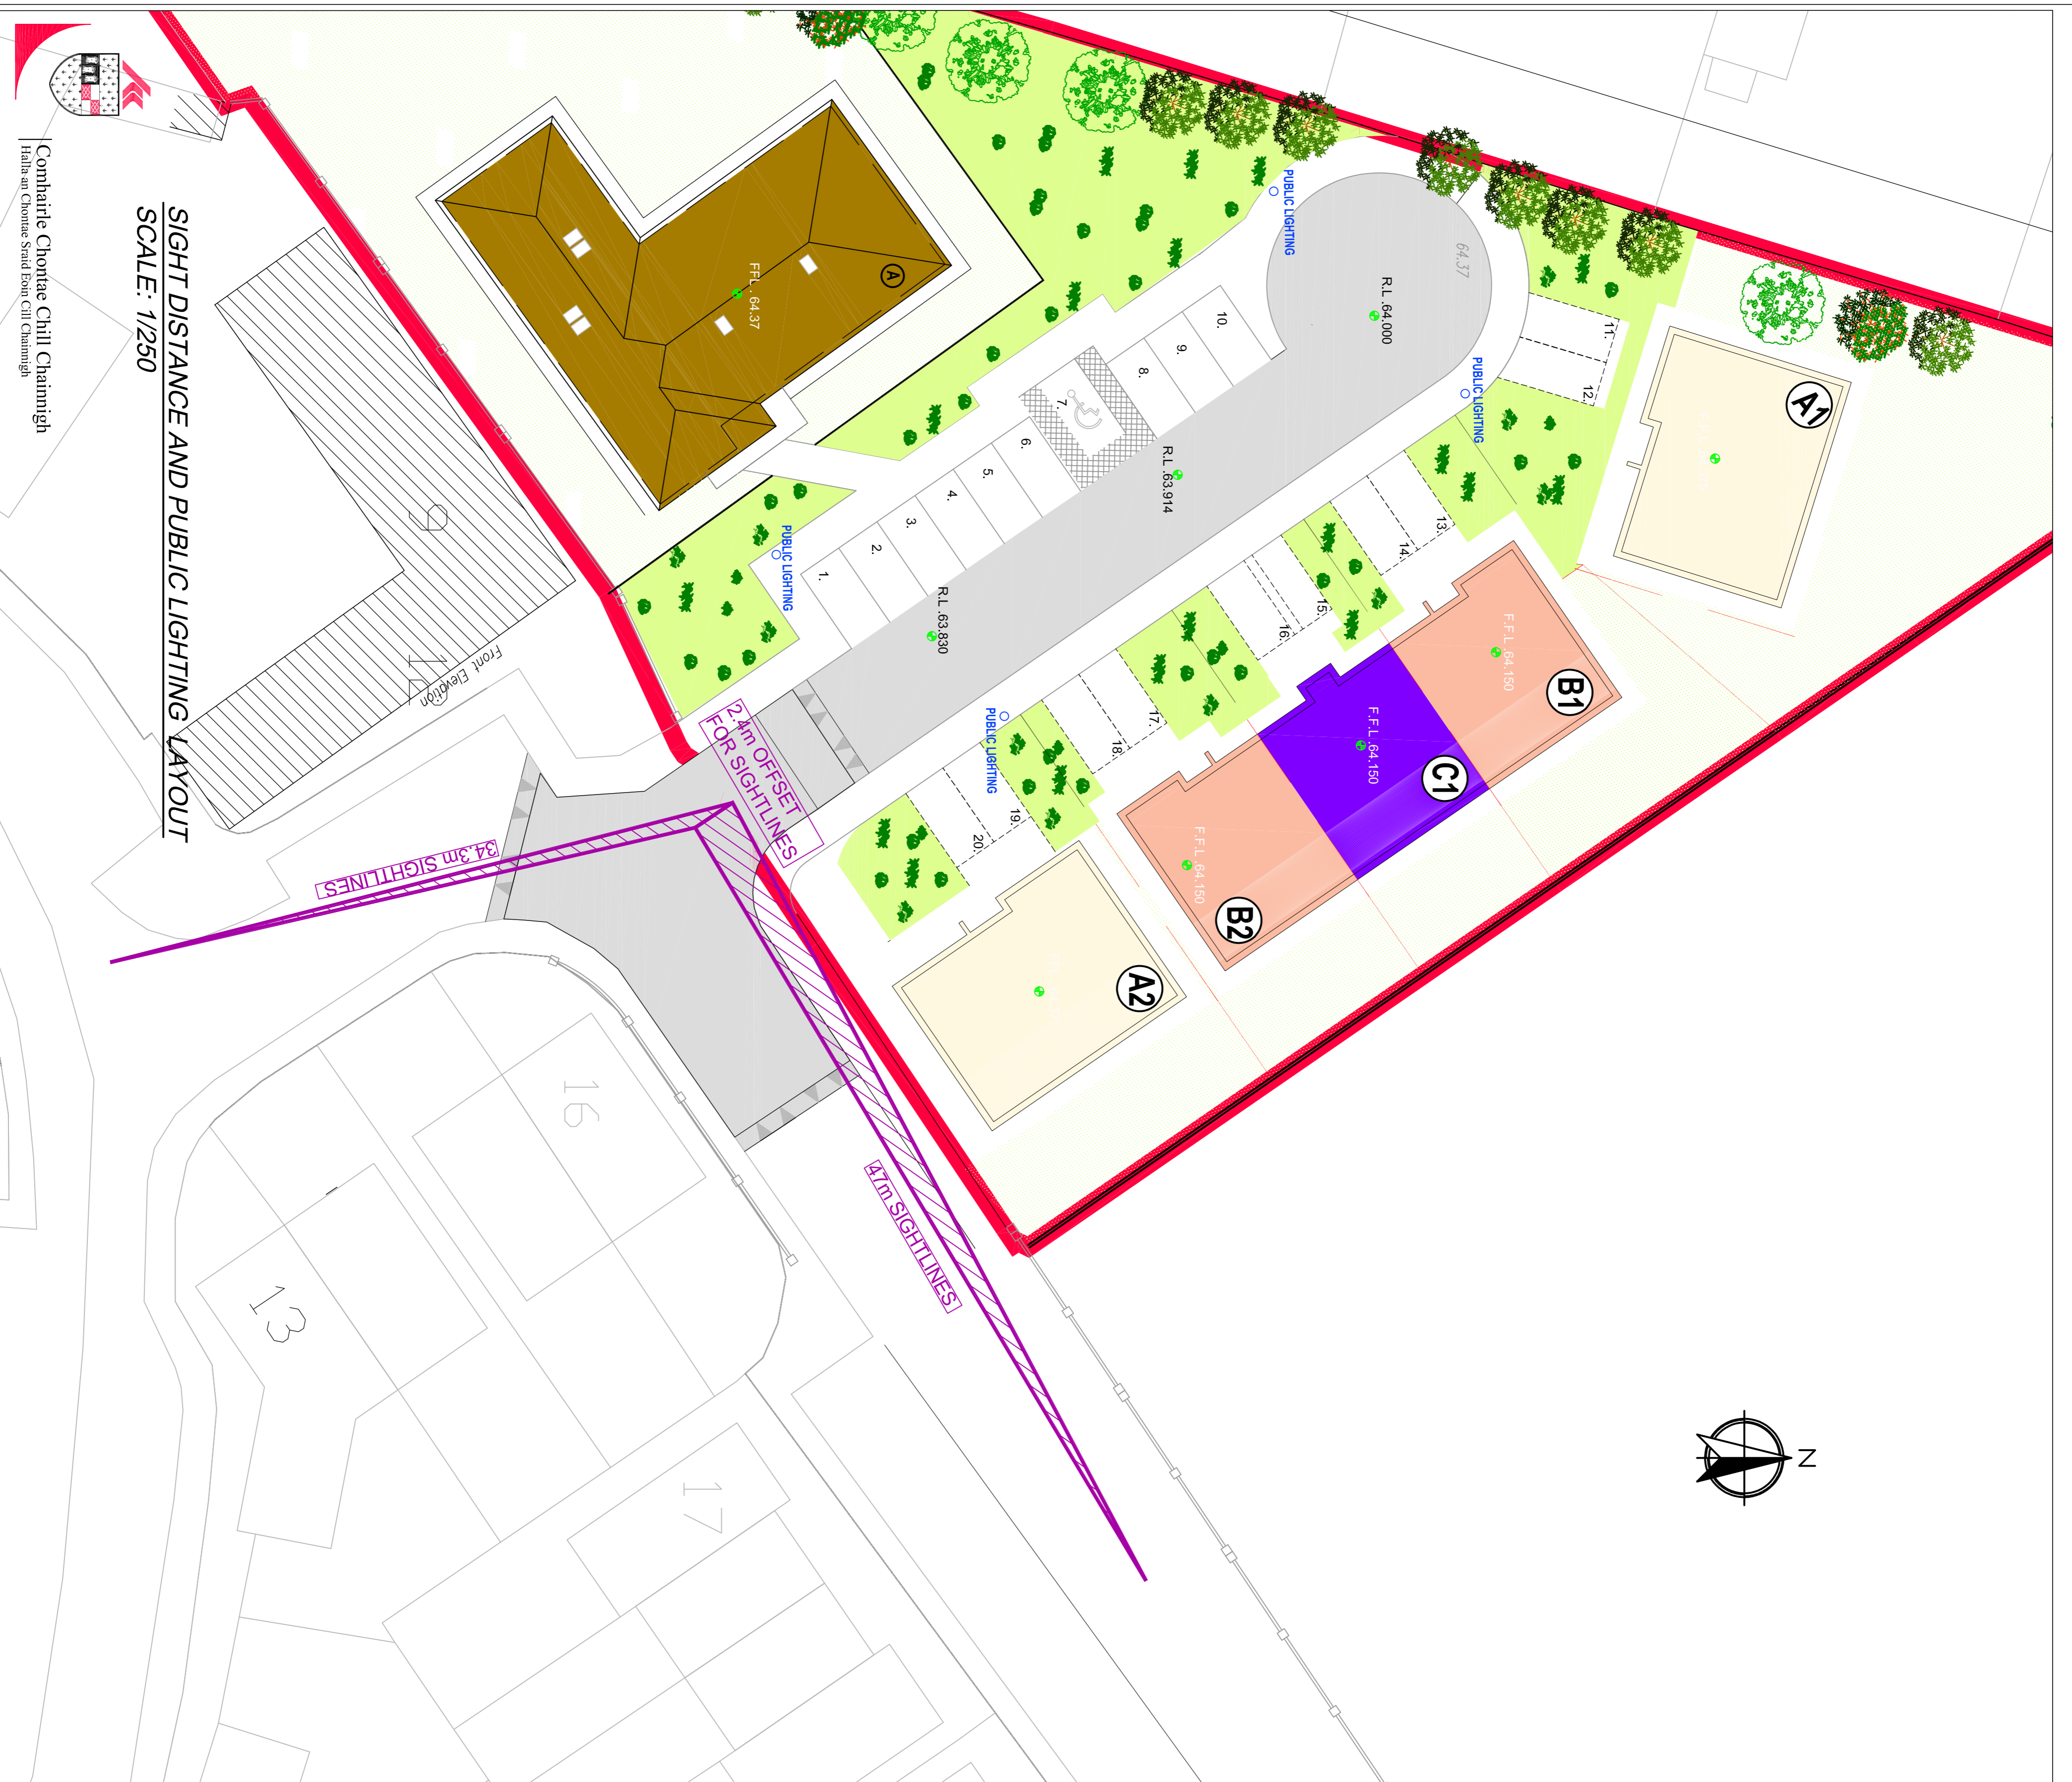 Comhairle Chontae Chill Chainnigh
Halla an Chontae Sraid Eoin Cill Chainnigh
SIGHT DISTANCE AND PUBLIC LIGHTING LAYOUT
SCALE: 1/250
N
A
FFL . 64.37
PUBLIC LIGHTING
64.37
R.L .64.000
PUBLIC LIGHTING
10.
9.
8.
7.
6.
5.
4.
3.
2.
1.
R.L .63.914
R.L .63.830
PUBLIC LIGHTING
11.
12.
13.
14.
15.
16.
17.
18.
19.
20.
PUBLIC LIGHTING
A1
F.F.L .64.150
B1
F.F.L .64.150
C1
F.F.L .64.150
B2
A2
2.4m OFFSET
FOR SIGHTLINES
34.3m SIGHTLINES
47m SIGHTLINES
Front Elevation
16
13
17